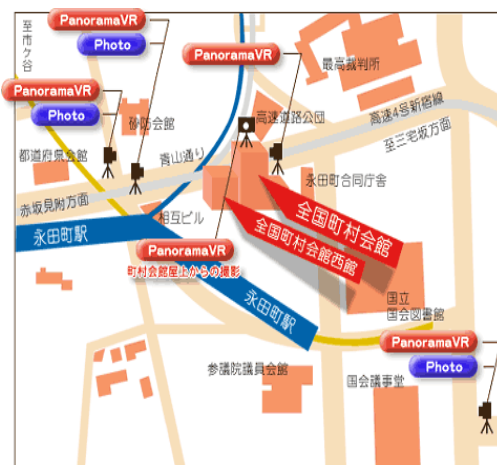 至市ケ谷
PanoramaVR
Photo
PanoramaVR
Photo
PanoramaVR
最高裁判所
砂防会館
高速道路公団
高速4号新宿線
至三宅坂方面
都道府県会館
青山通り
永田町合同庁舎
赤坂見附方面
相互ビル
全国町村会館
全国町村会館西館
永田町駅
PanoramaVR
町村会館屋上からの撮影
永田町駅
国立
国会図書館
PanoramaVR
Photo
参議院議員会館
国会議事堂